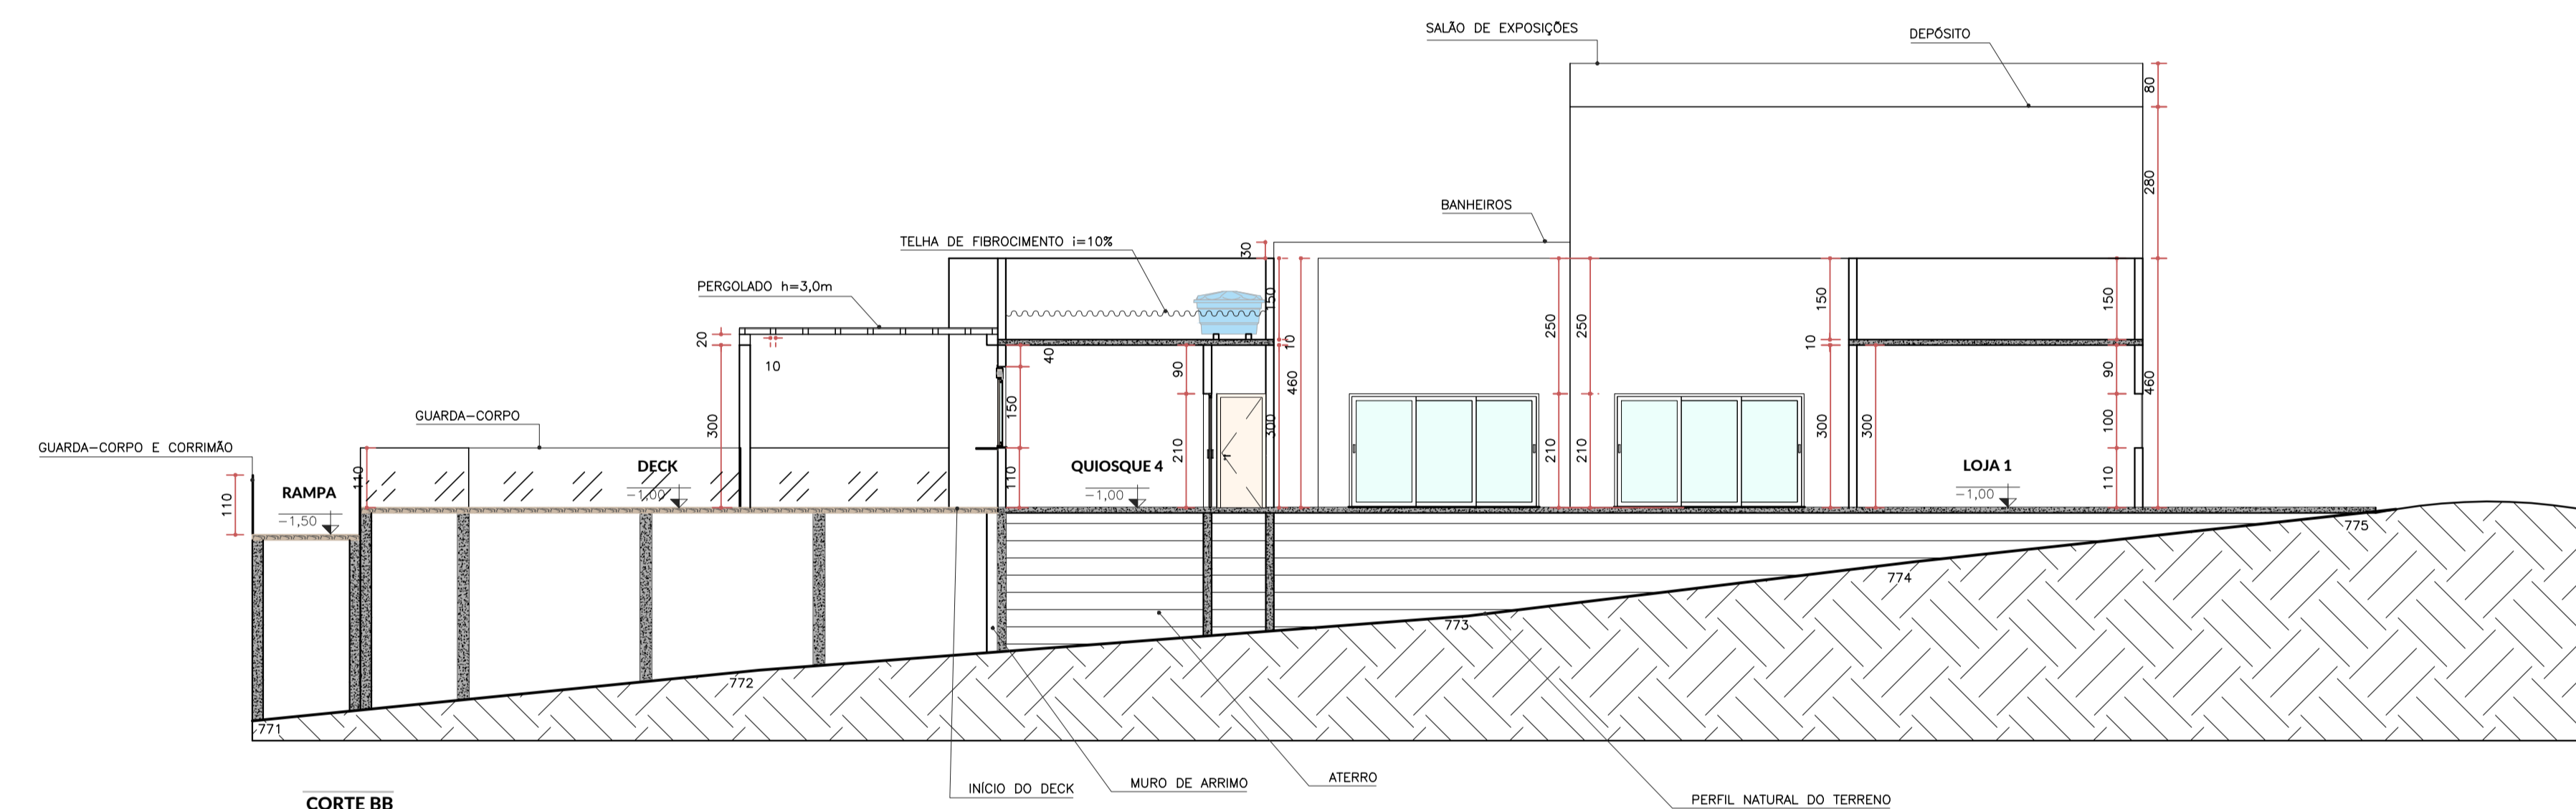 SALÃO DE EXPOSIÇÕES
DEPÓSITO
80
280
BANHEIROS
TELHA DE FIBROCIMENTO i=10%
30
PERGOLADO h=3,0m
150
250
250
150
150
20
10
40
10
10
10
90
90
460
460
GUARDA-CORPO
300
150
300
210
210
210
300
300
100
GUARDA-CORPO E CORRIMÃO
110
110
110
110
RAMPA
-1,50
DECK
-1,00
QUIOSQUE 4
-1,00
LOJA 1
-1,00
775
774
773
772
771
INÍCIO DO DECK
MURO DE ARRIMO
ATERRO
PERFIL NATURAL DO TERRENO
CORTE BB